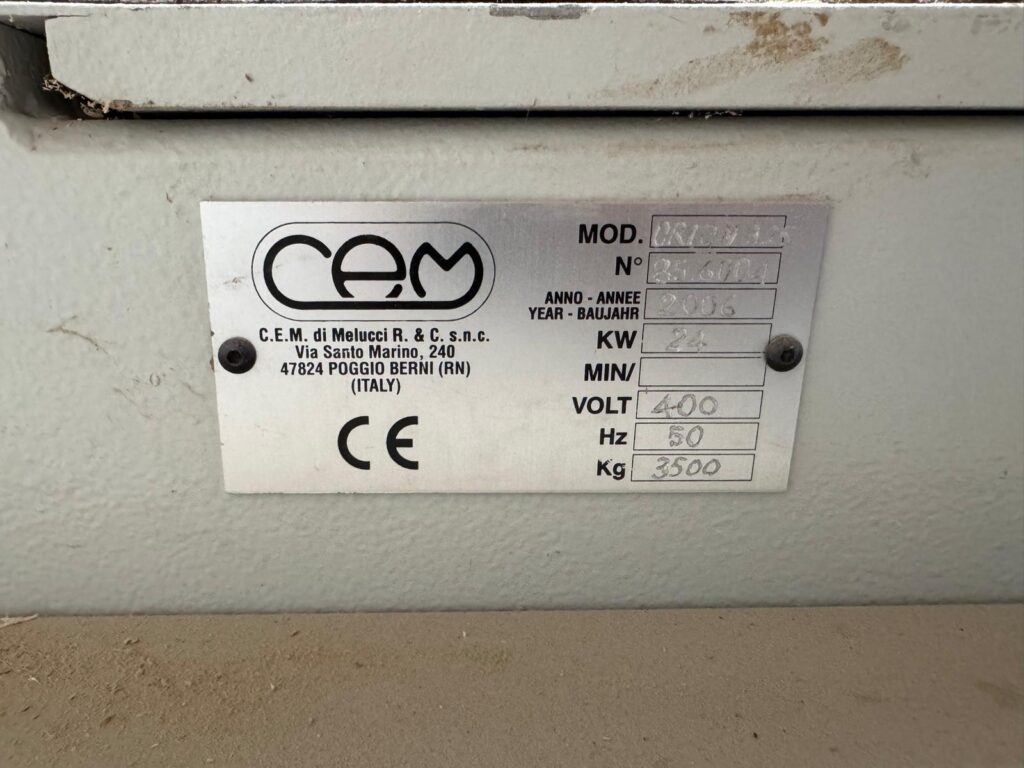 CEM
C.E.M. di Melucci R. & C. s.n.c.
Via Santo Marino, 240
47824 POGGIO BERNI (RN)
(ITALY)
CE
MOD.
N°
ANNO - ANNEE
YEAR - BAUJAHR 2006
KW 24
MIN/
VOLT 400
Hz 50
Kg 3500